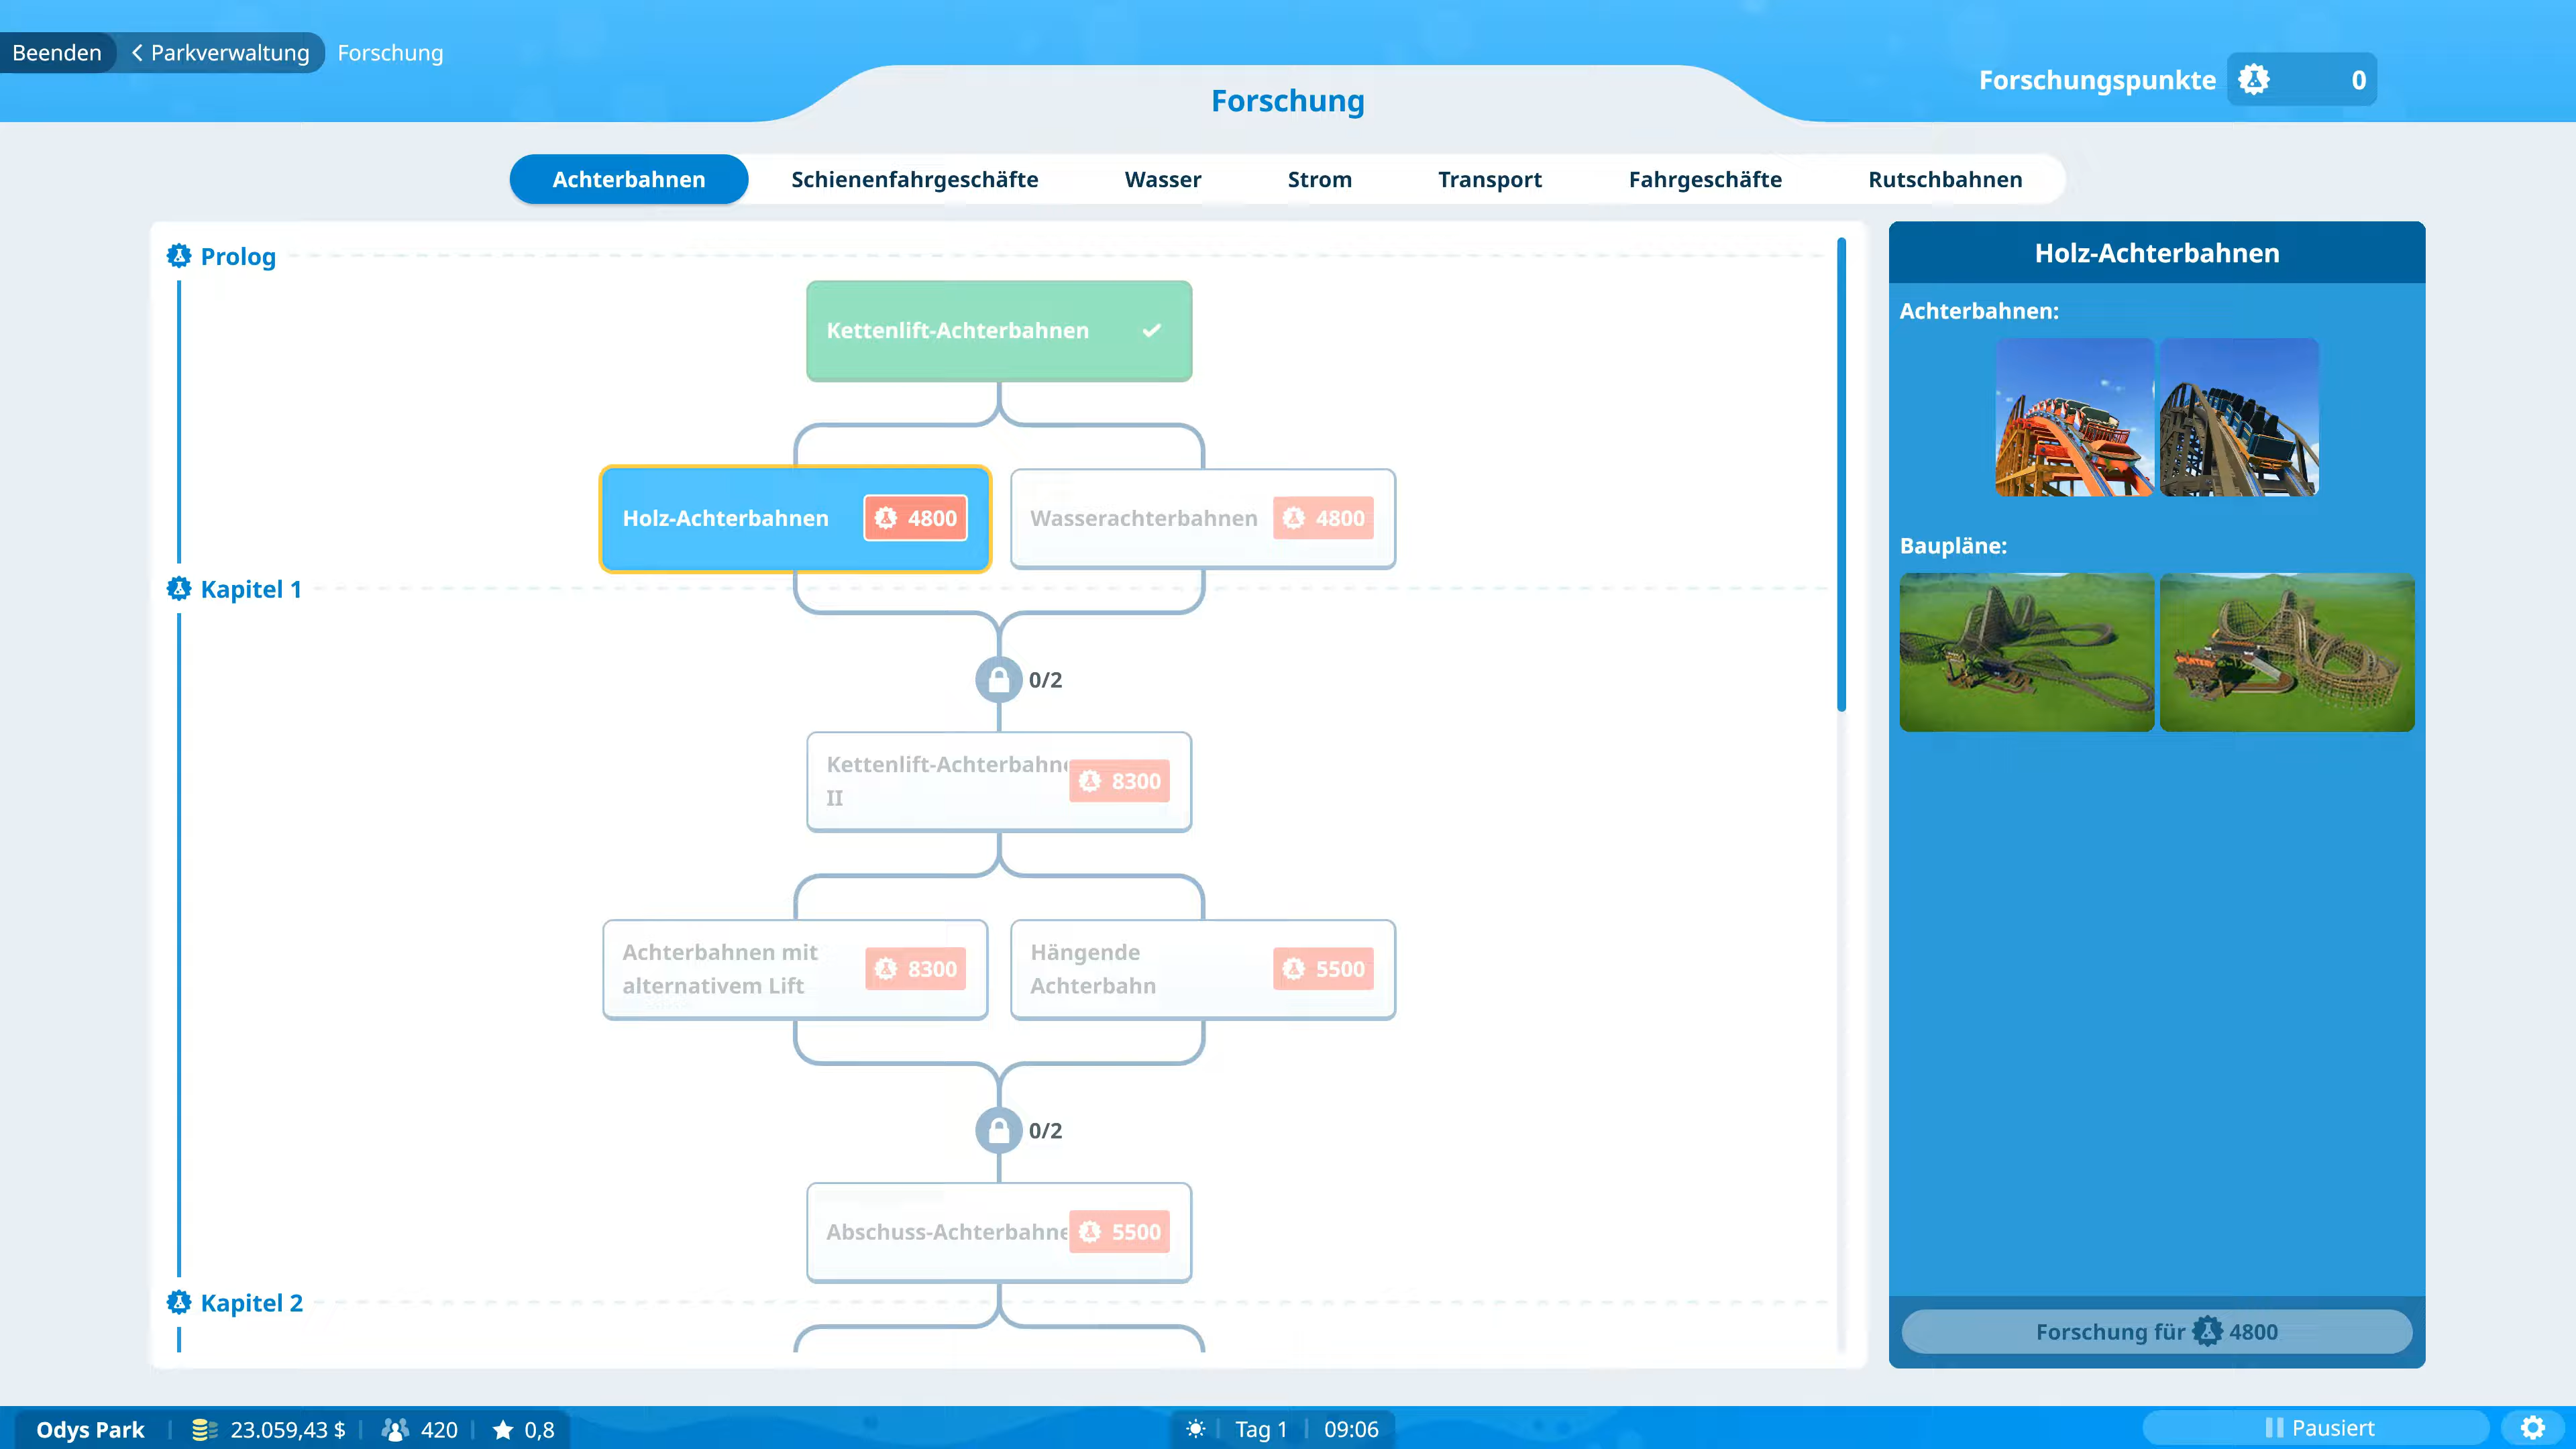 Beenden
Parkverwaltung
Forschung
Forschung
Forschungspunkte 0
Achterbahnen
Schienenfahrgeschäfte
Wasser
Strom
Transport
Fahrgeschäfte
Rutschbahnen
Prolog
Kettenlift-Achterbahnen
Holz-Achterbahnen 4800
Wasserachterbahnen 4800
Kapitel 1
0/2
Kettenlift-Achterbahne 8300
II
Achterbahnen mit
alternativem Lift
8300
Hängende
Achterbahn
5500
0/2
Abschuss-Achterbahne 5500
Kapitel 2
Holz-Achterbahnen
Achterbahnen:
Baupläne:
Forschung für 4800
Odys Park
23.059,43 $
420
0,8
Tag 1
09:06
Pausiert